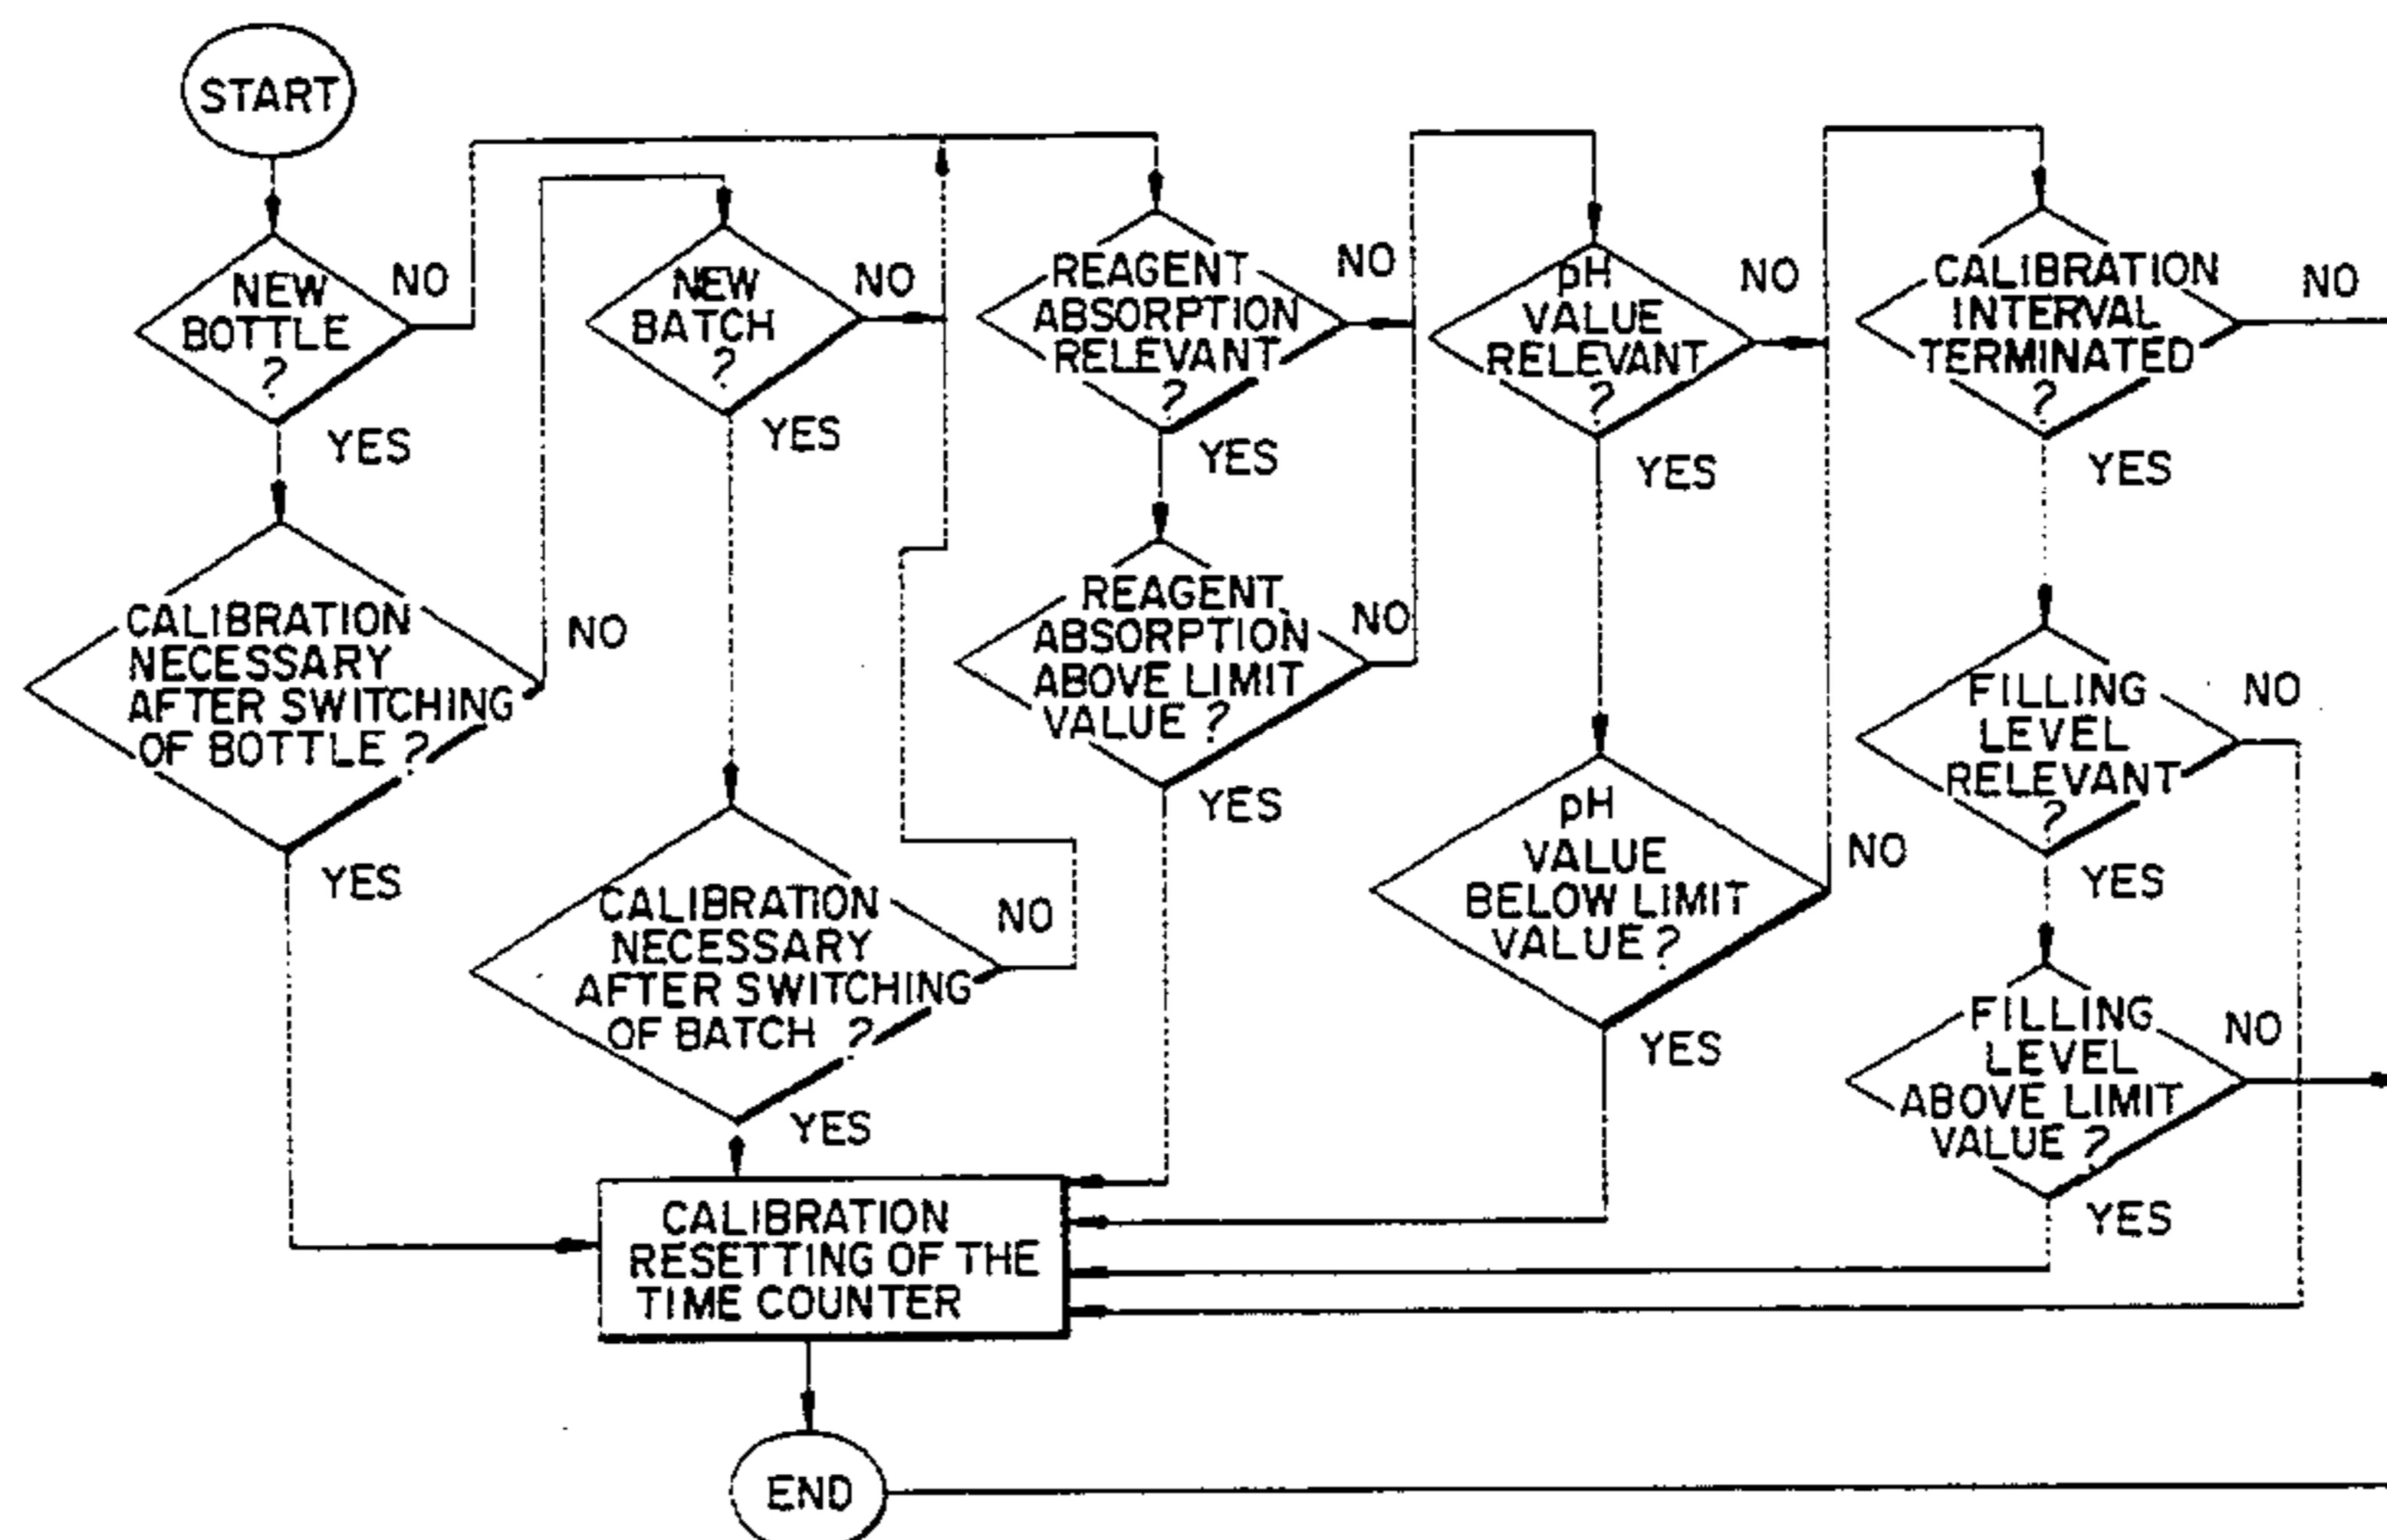 START
NEW
BOTTLE
?
NO
YES
CALIBRATION
NECESSARY
AFTER SWITCHING
OF BOTTLE ?
NO
YES
NEW
BATCH
?
NO
YES
CALIBRATION
NECESSARY
AFTER SWITCHING
OF BATCH ?
NO
YES
REAGENT
ABSORPTION
RELEVANT
?
NO
YES
REAGENT
ABSORPTION
ABOVE LIMIT
VALUE ?
NO
YES
pH
VALUE
RELEVANT
?
NO
YES
pH
VALUE
BELOW LIMIT
VALUE ?
NO
YES
CALIBRATION
INTERVAL
TERMINATED
?
NO
YES
FILLING
LEVEL
RELEVANT
?
NO
YES
FILLING
LEVEL
ABOVE LIMIT
VALUE ?
NO
YES
CALIBRATION
RESETTING OF THE
TIME COUNTER
END